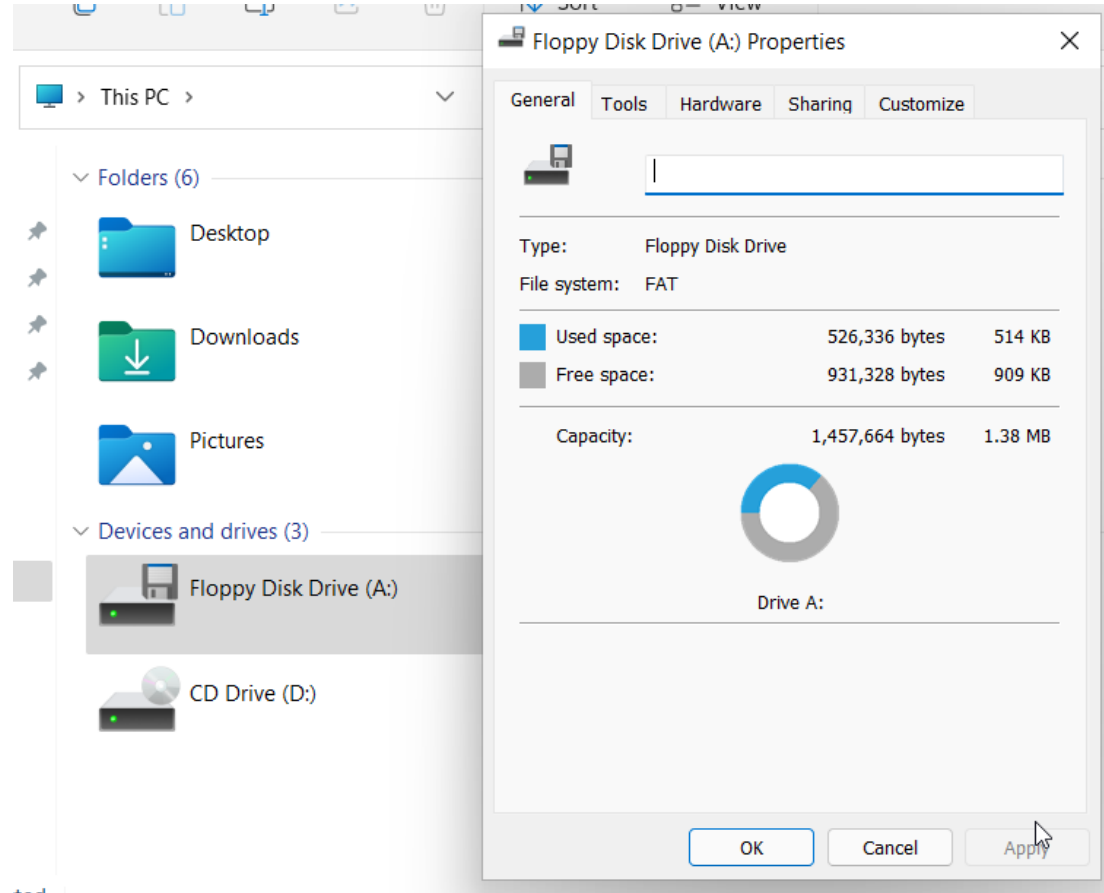 Sort
View
This PC
Folders (6)
Desktop
Downloads
Pictures
Devices and drives (3)
Floppy Disk Drive (A:)
CD Drive (D:)
Floppy Disk Drive (A:) Properties
General Tools Hardware Sharing Customize
Type: Floppy Disk Drive
File system: FAT
Used space: 526,336 bytes 514 KB
Free space: 931,328 bytes 909 KB
Capacity: 1,457,664 bytes 1.38 MB
Drive A:
OK Cancel Apply